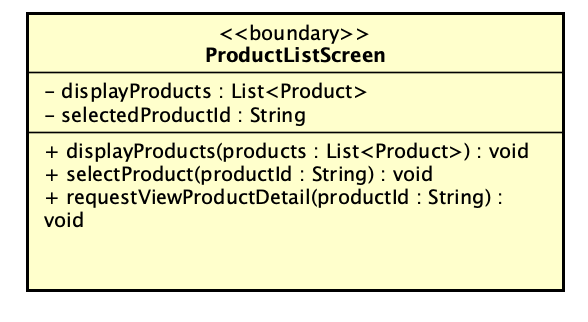 <<boundary>>
ProductListScreen
- displayProducts : List<Product>
- selectedProductId : String
+ displayProducts(products : List<Product>) : void
+ selectProduct(productId : String) : void
+ requestViewProductDetail(productId : String) :
void